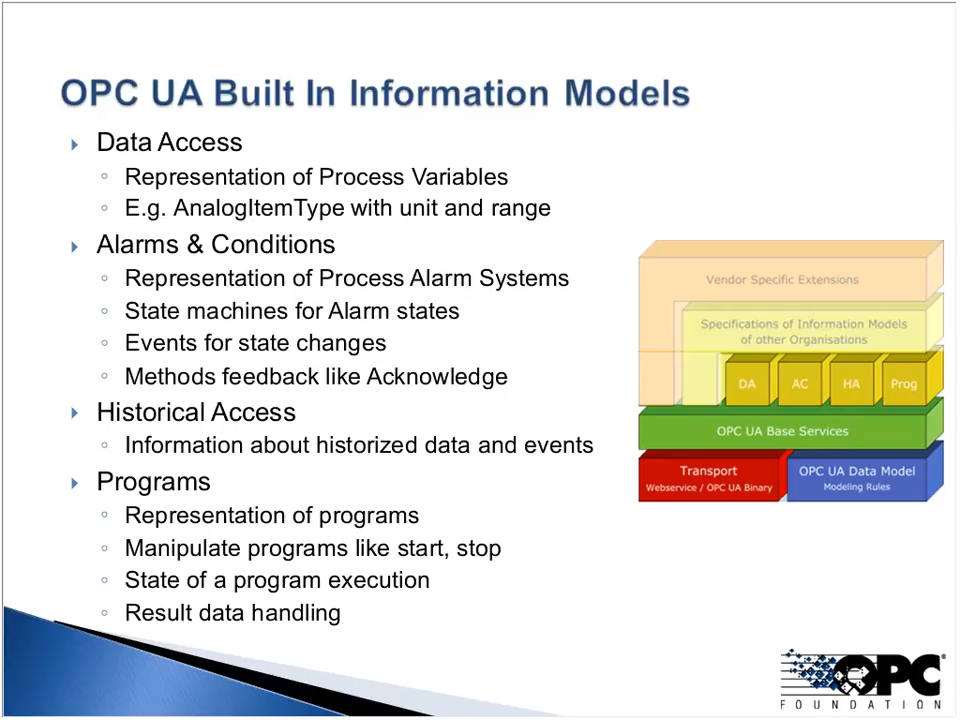 OPC UA Built In Information Models
Data Access
Representation of Process Variables
E.g. AnalogItemType with unit and range
Alarms & Conditions
Representation of Process Alarm Systems
State machines for Alarm states
Events for state changes
Methods feedback like Acknowledge
Historical Access
Information about historized data and events
Programs
Representation of programs
Manipulate programs like start, stop
State of a program execution
Result data handling
Vendor Specific Extensions
Specifications of Information Models
of other Organisations
DA AC HA Prog
OPC UA Base Services
Transport
Webservice / OPC UA Binary
OPC UA Data Model
Modeling Rules
OPC®
FOUNDATION